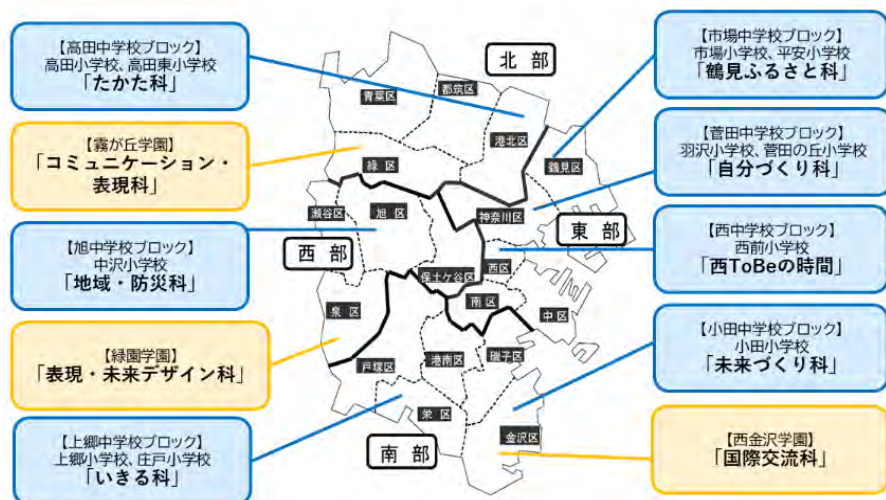 【高田中学校ブロック】
高田小学校、高田東小学校
「たかた科」
【霧が丘学園】
「コミュニケーション・
表現科」
【旭中学校ブロック】
中沢小学校
「地域・防災科」
【緑園学園】
「表現・未来デザイン科」
【上郷中学校ブロック】
上郷小学校、庄戸小学校
「いきる科」
北 部
青葉区
都筑区
港北区
緑 区
鶴見区
瀬谷区
旭 区
神奈川区
西 部
東 部
保土ケ谷区
西区
泉 区
南区
中 区
戸塚区
港南区
磯子区
栄 区
金沢区
南 部
【市場中学校ブロック】
市場小学校、平安小学校
「鶴見ふるさと科」
【菅田中学校ブロック】
羽沢小学校、菅田の丘小学校
「自分づくり科」
【西中学校ブロック】
西前小学校
「西ToBeの時間」
【小田中学校ブロック】
小田小学校
「未来づくり科」
【西金沢学園】
「国際交流科」